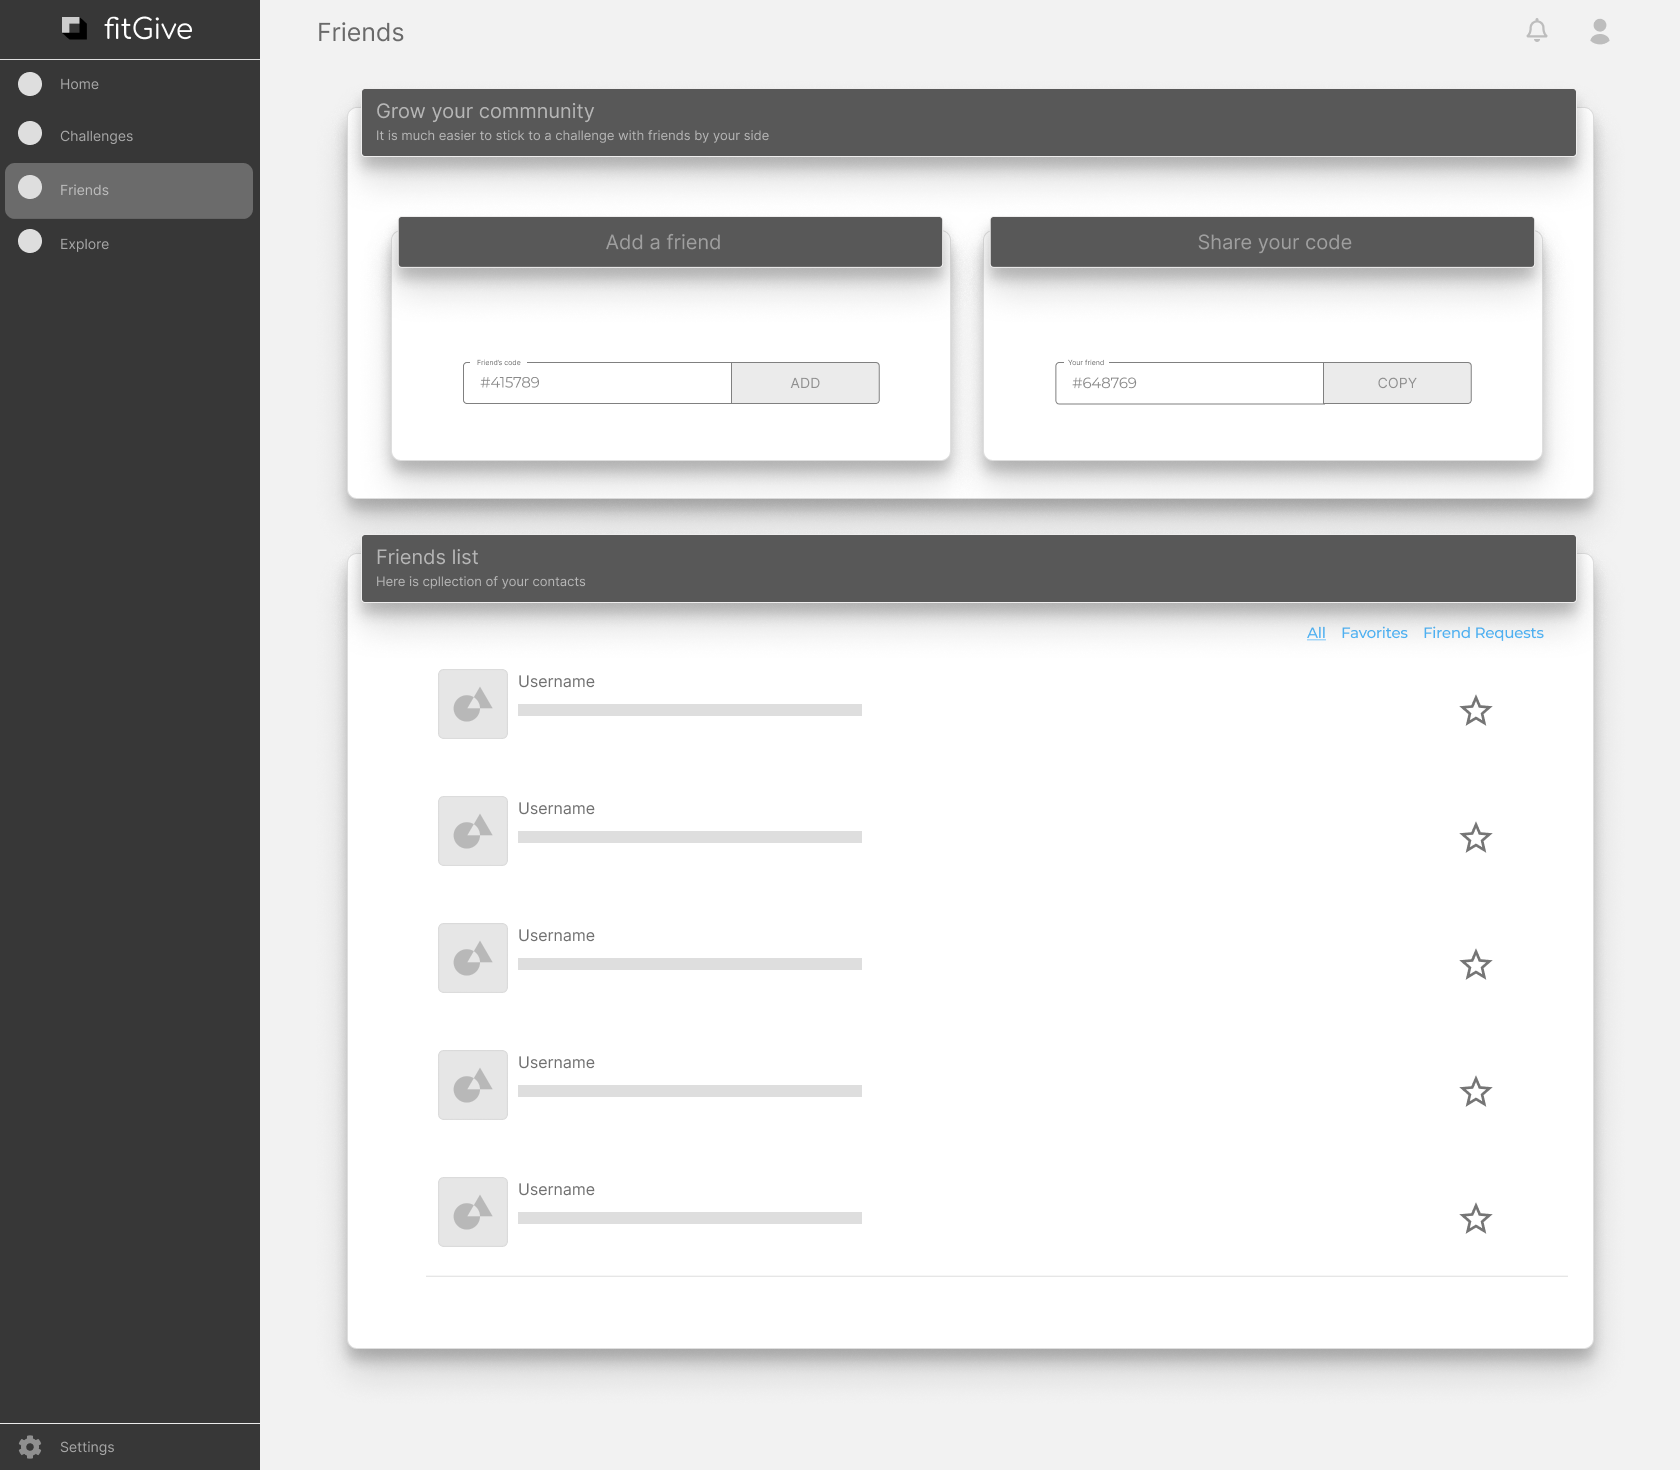 fitGive
Friends
Home
Challenges
Friends
Explore
Grow your commnunity
It is much easier to stick to a challenge with friends by your side
Add a friend
Share your code
Friend's code
#415789
ADD
Your friend
#648769
COPY
Friends list
Here is cpllection of your contacts
All Favorites Firend Requests
Username
Username
Username
Username
Username
Settings